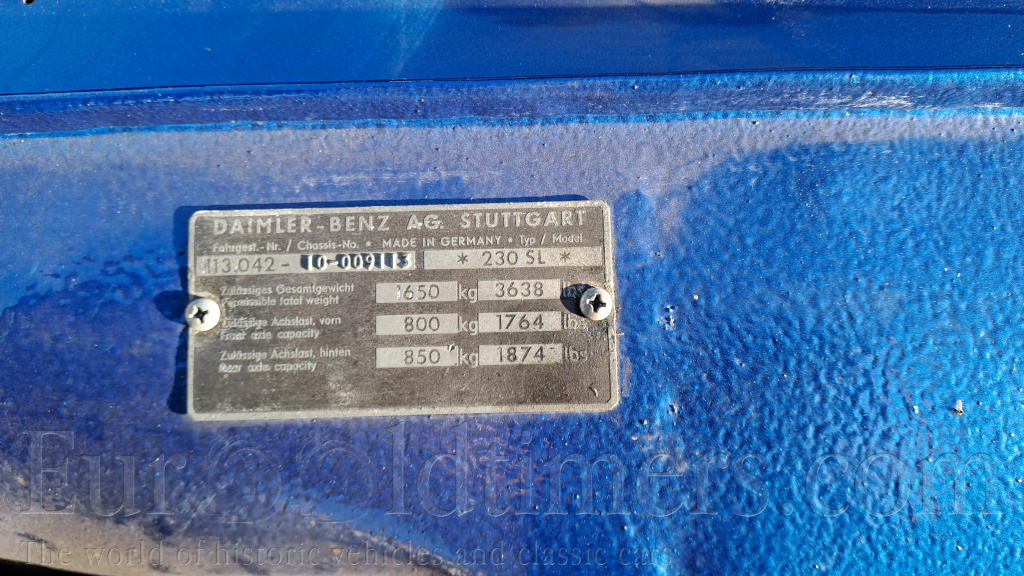 DAIMLER-BENZ AG. STUTTGART
Fahrgest.-Nr. / Chassis-No. • MADE IN GERMANY • Typ / Model
113.042 - 10-009113 * 230 SL *
Zulässiges Gesamtgewicht 1650 kg 3638 lbs
Permissible total weight
Zulässige Achslast, vorn 800 kg 1764 lbs
Front axle capacity
Zulässige Achslast, hinten 850 kg 1874 lbs
Rear axle capacity
EuroOldtimers.com
The world of historic vehicles and classic cars